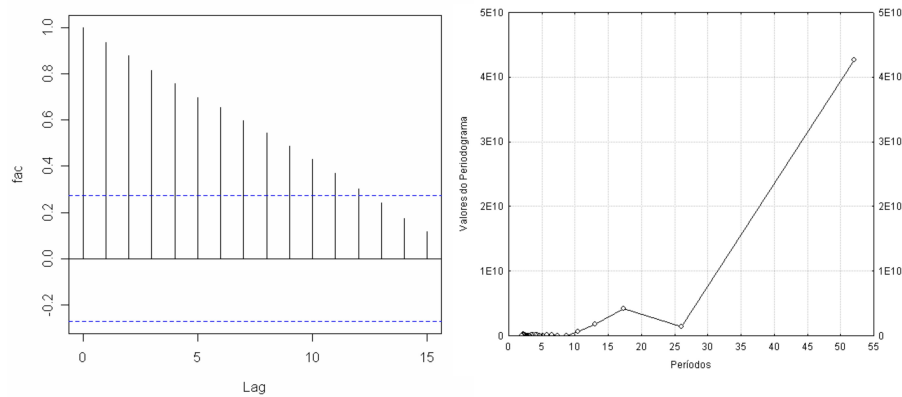 fac
1.0
0.8
0.6
0.4
0.2
0.0
-0.2
0 5 10 15
Lag
Valores do Periodograma
5E10 5E10
4E10 4E10
3E10 3E10
2E10 2E10
1E10 1E10
0 0
0 5 10 15 20 25 30 35 40 45 50 55
Períodos